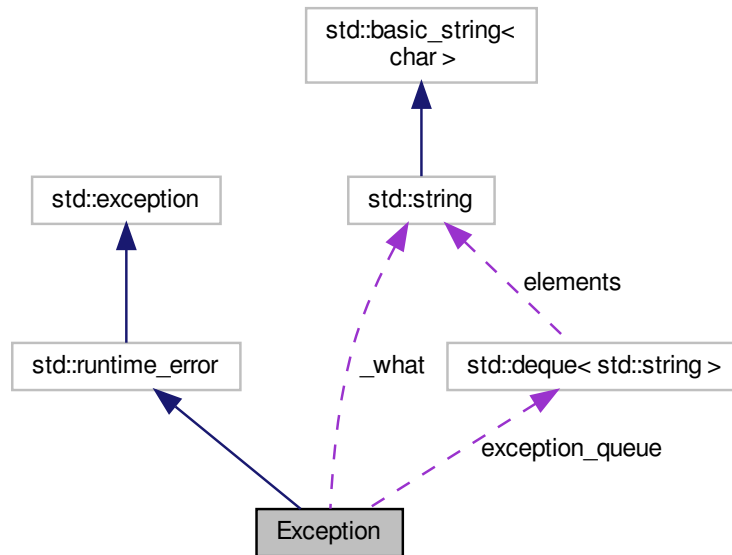 std::basic_string<
char >
std::exception
std::string
elements
std::runtime_error
_what
std::deque< std::string >
exception_queue
Exception